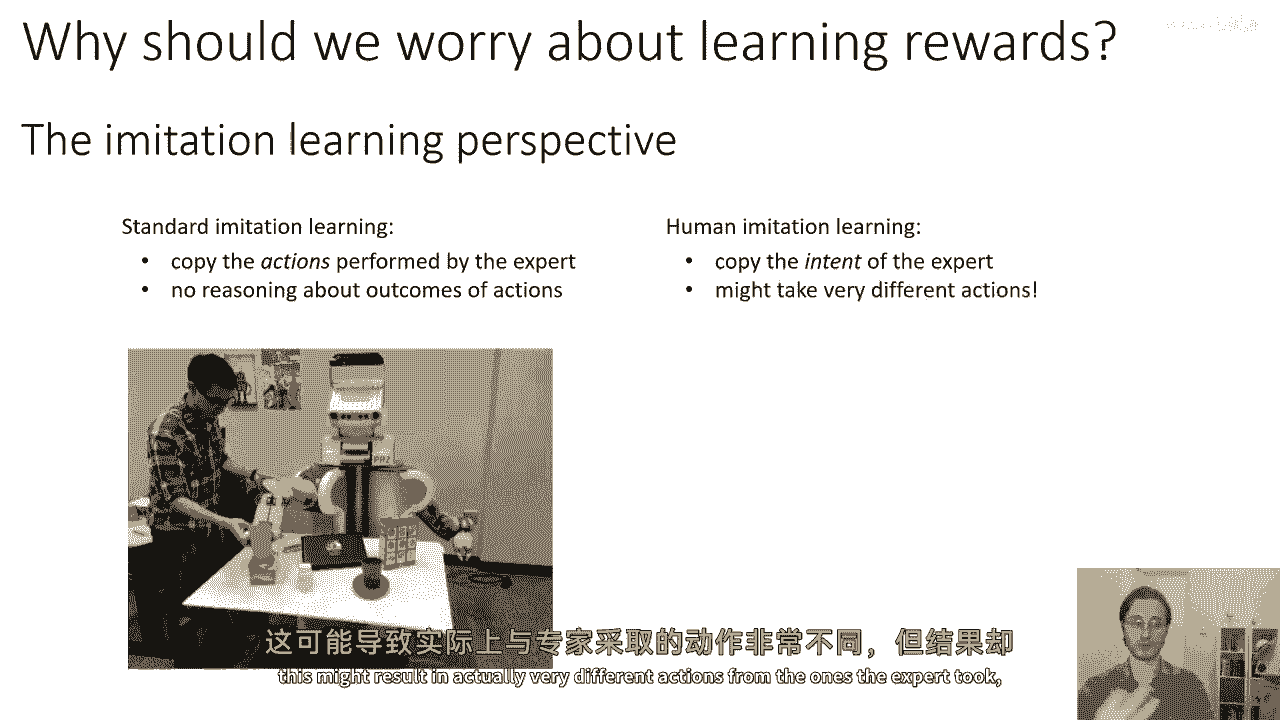 Why should we worry about learning rewards?
The imitation learning perspective
Standard imitation learning:
• copy the actions performed by the expert
• no reasoning about outcomes of actions
Human imitation learning:
• copy the intent of the expert
• might take very different actions!
PR2
这可能导致实际上与专家采取的动作非常不同，但结果却
this might result in actually very different actions from the ones the expert took,